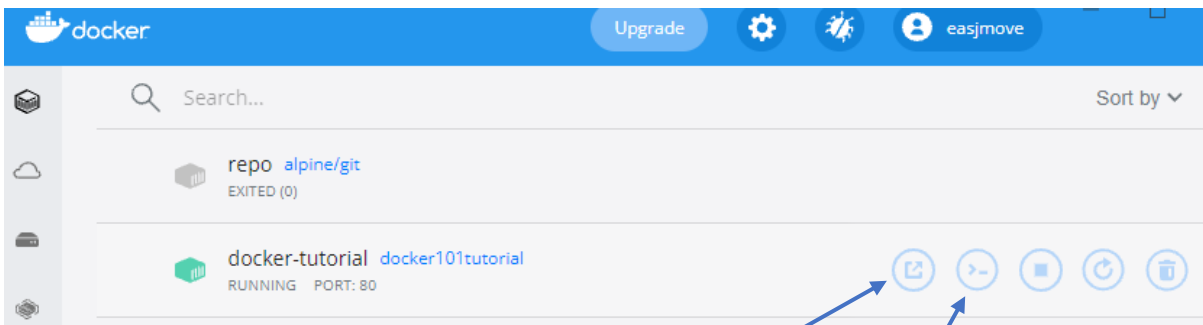 docker Upgrade easjmove
Search... Sort by
repo alpine/git
EXITED (0)
docker-tutorial docker101tutorial
RUNNING PORT: 80